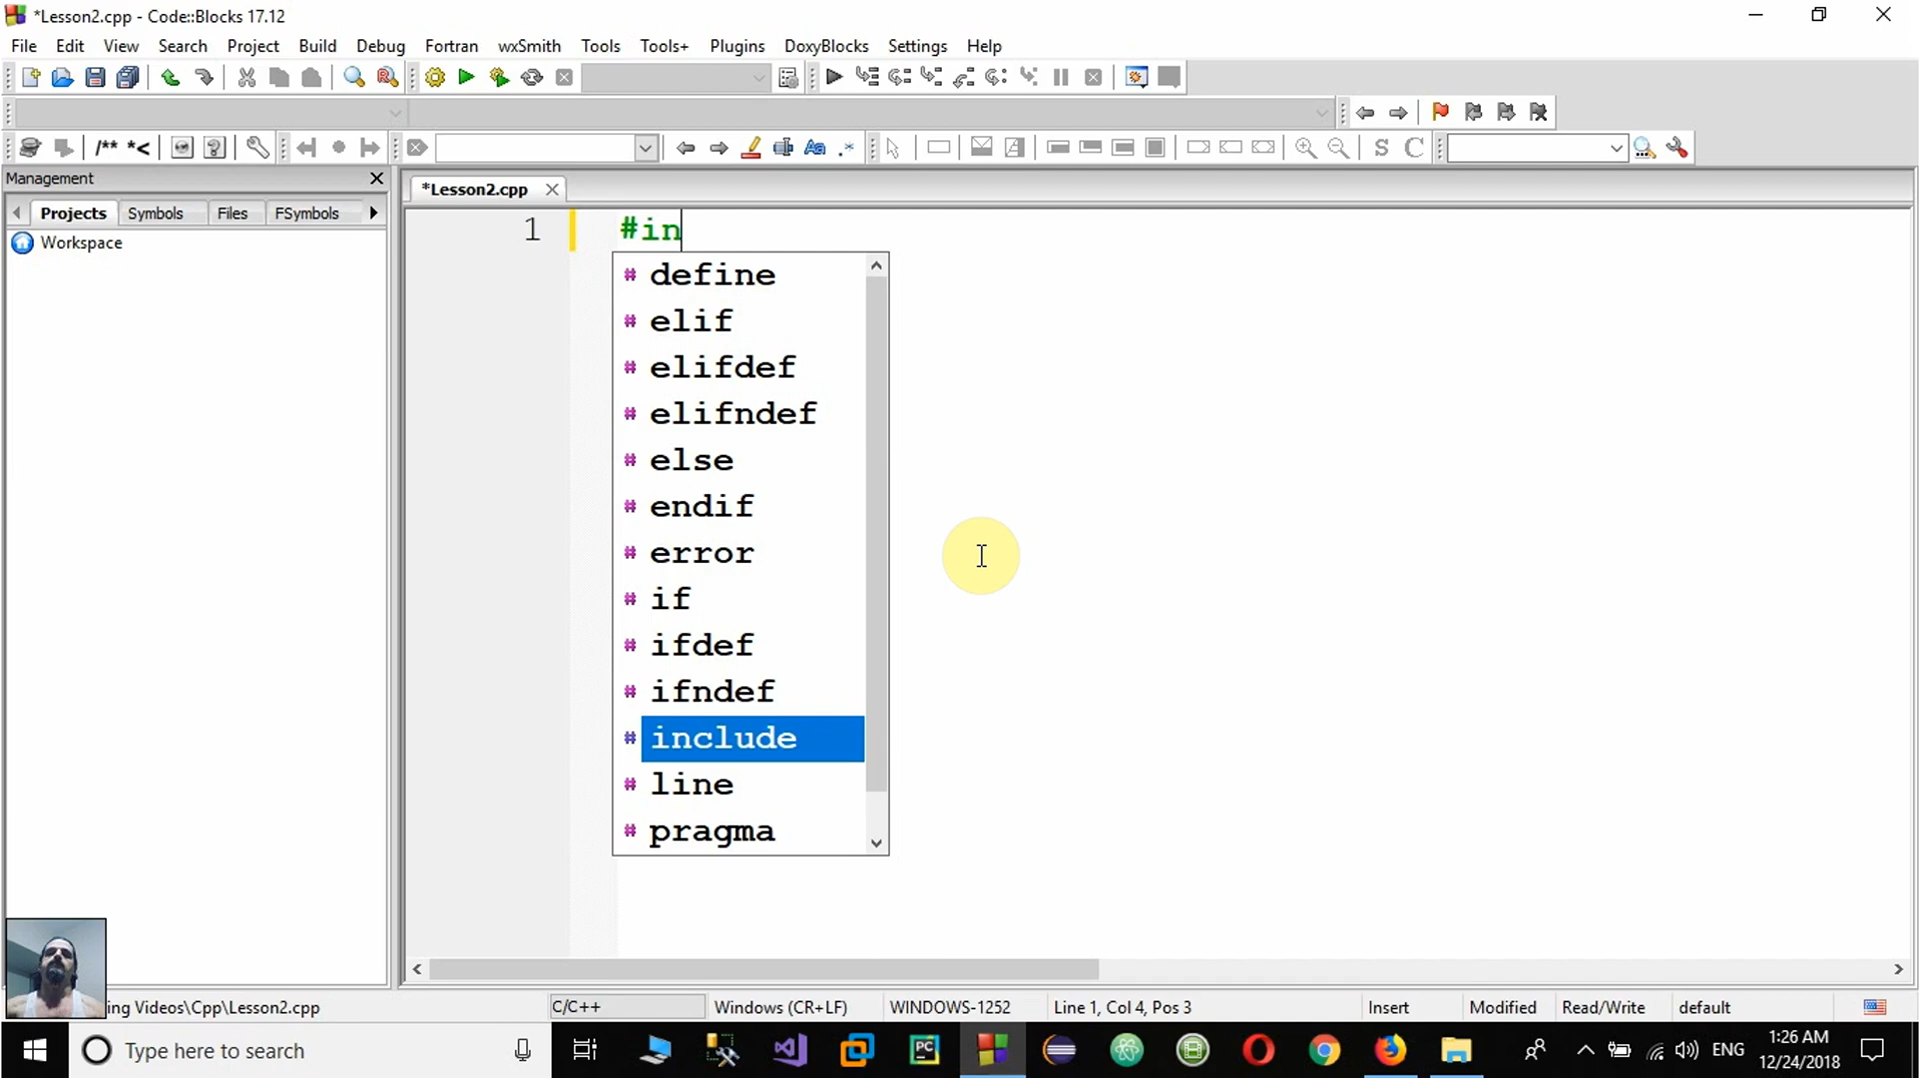 *Lesson2.cpp - Code::Blocks 17.12
File Edit View Search Project Build Debug Fortran wxSmith Tools Tools+ Plugins DoxyBlocks Settings Help
/** *< Aa .* S C
Management
*Lesson2.cpp
Projects Symbols Files FSymbols
Workspace
1 #in
# define
# elif
# elifdef
# elifndef
# else
# endif
# error
# if
# ifdef
# ifndef
# include
# line
# pragma
ing Videos\Cpp\Lesson2.cpp C/C++ Windows (CR+LF) WINDOWS-1252 Line 1, Col 4, Pos 3 Insert Modified Read/Write default
Type here to search PC ENG 1:26 AM
12/24/2018